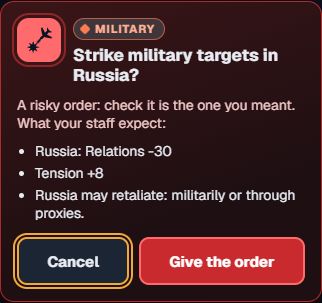 MILITARY
Strike military targets in
Russia?
A risky order: check it is the one you meant.
What your staff expect:
• Russia: Relations -30
• Tension +8
• Russia may retaliate: militarily or through
proxies.
Cancel
Give the order